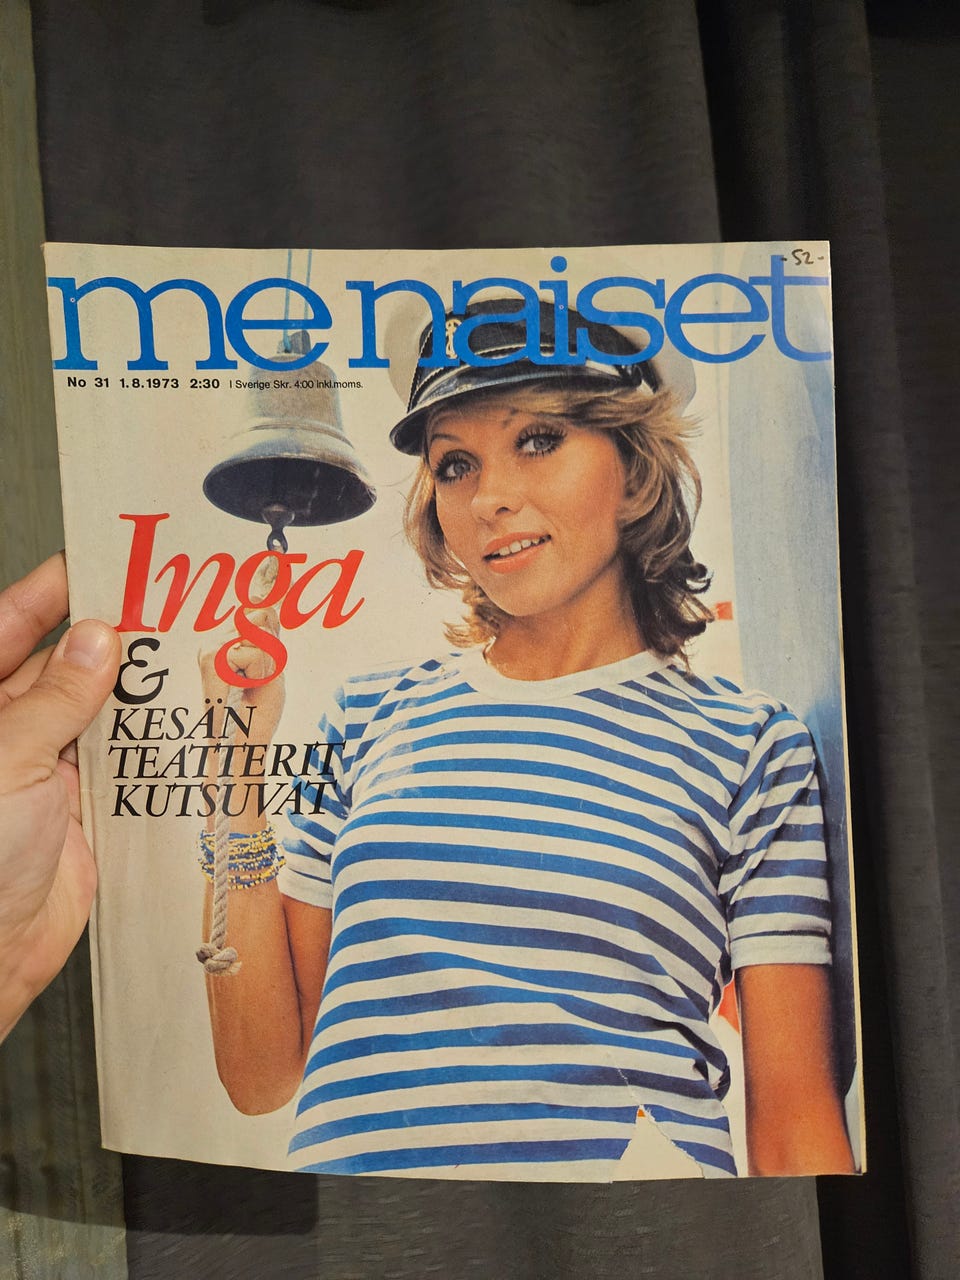 -52-
me naiset
No 31 1.8.1973 2:30 I Sverige Skr. 4:00 inkl.moms.
Inga
&
KESÄN
TEATTERIT
KUTSUVAT